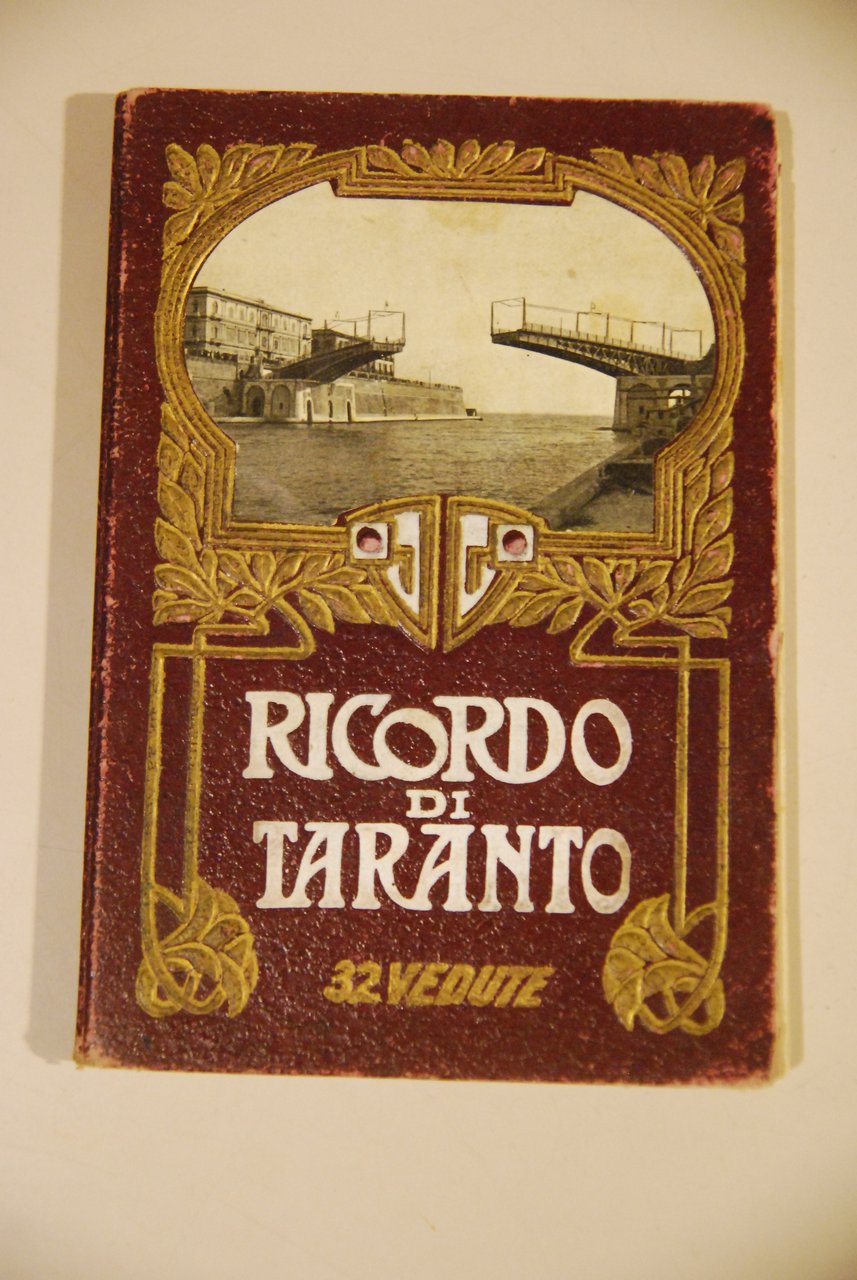 RICORDO
DI
TARANTO
32 VEDUTE